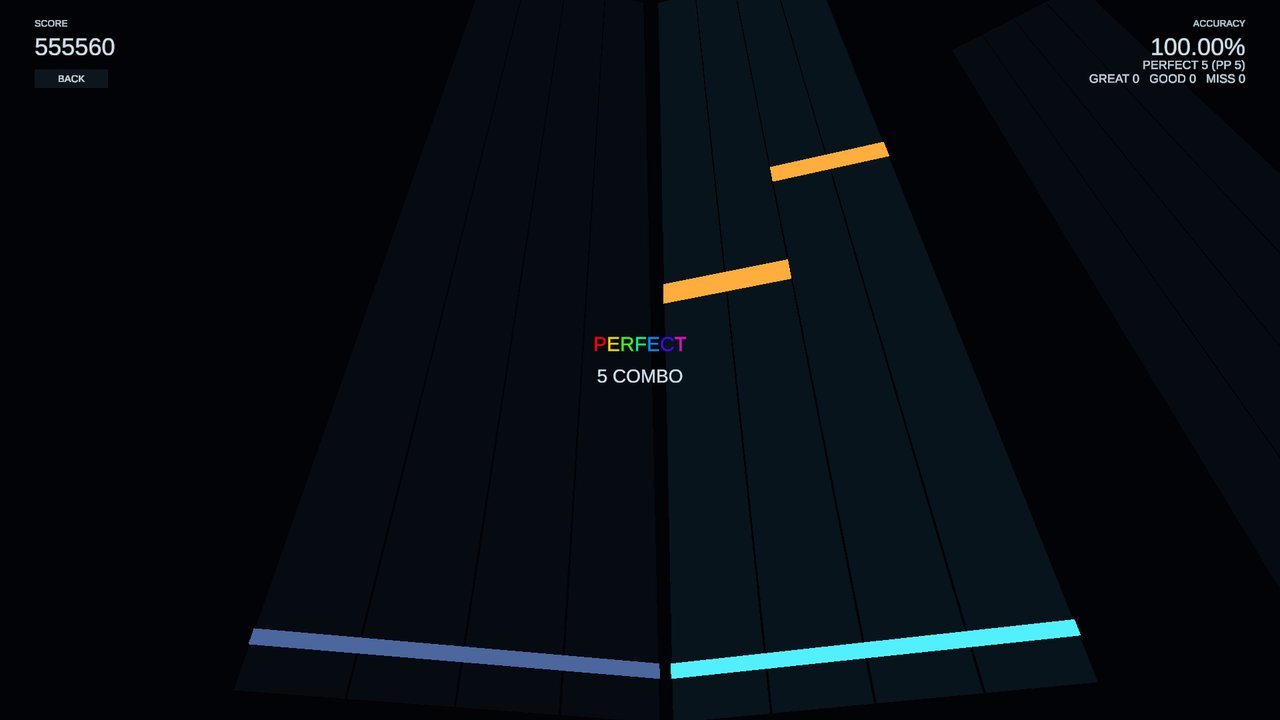 SCORE
555560
BACK
ACCURACY
100.00%
PERFECT 5 (PP 5)
GREAT 0 GOOD 0 MISS 0
PERFECT
5 COMBO